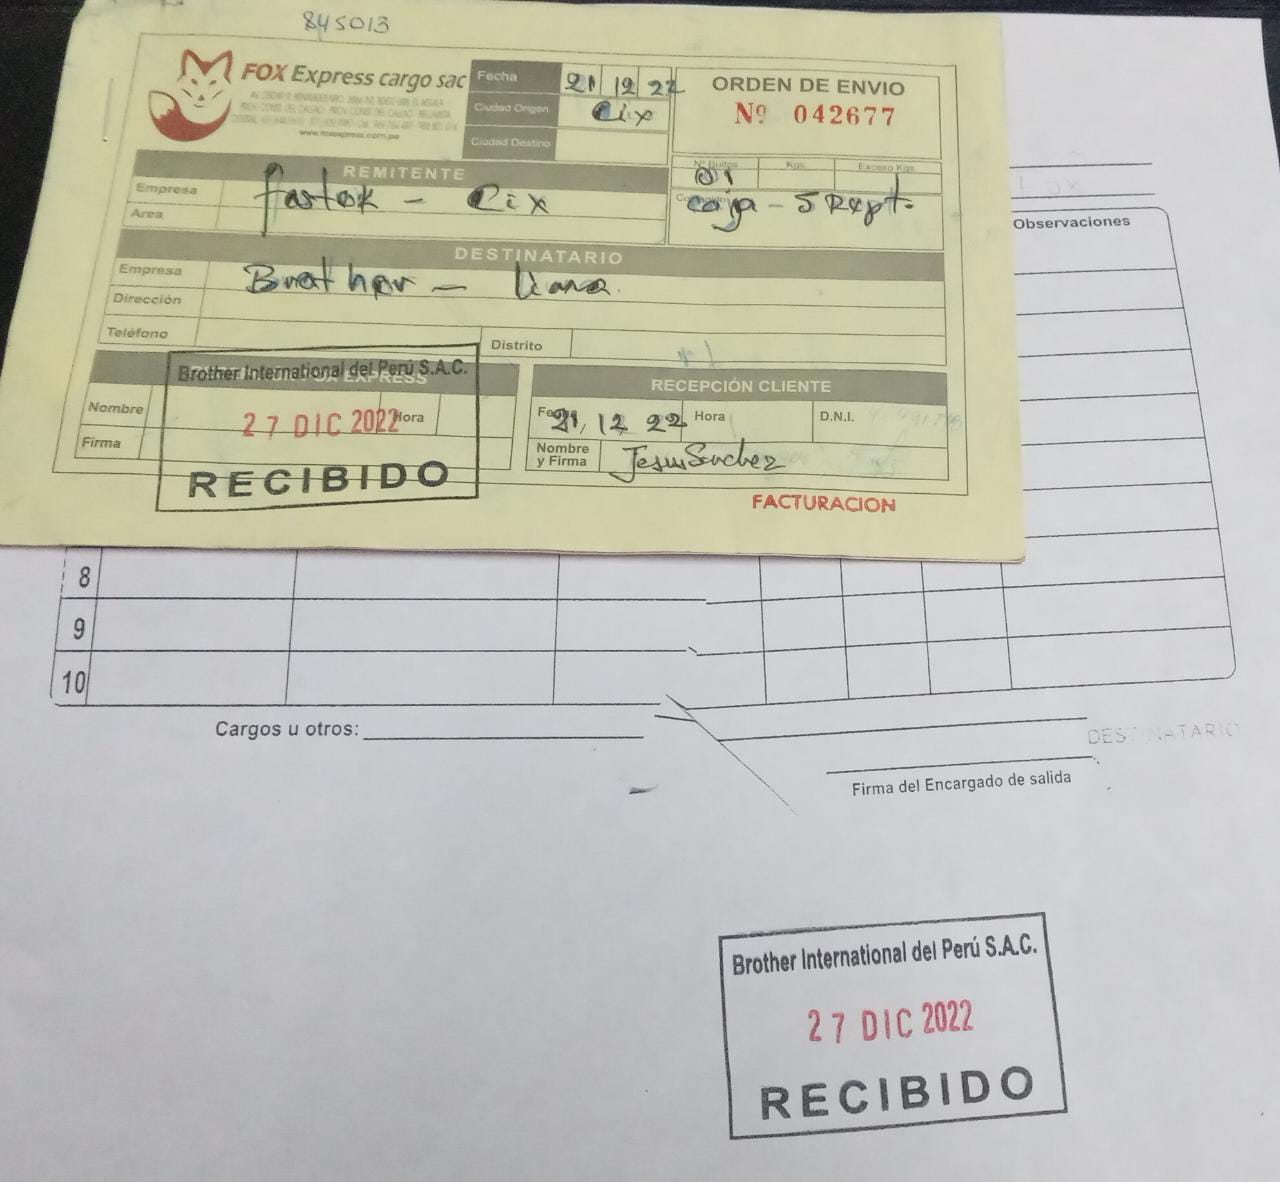 845013
FOX Express cargo sac
www.foxexpress.com.pe
Fecha 21 12 22
Ciudad Origen Cix
Ciudad Destino
ORDEN DE ENVIO
Nº 042677
Nº Bultos Kgs. Exceso Kgs.
01
caja - 5 Rept.
REMITENTE
Empresa fastok - Cix
Area
DESTINATARIO
Empresa Brother - Lima.
Dirección
Teléfono
Distrito
EXPRESS
Nombre
Hora
Firma
Brother International del Perú S.A.C.
27 DIC 2022
RECIBIDO
RECEPCIÓN CLIENTE
21, 12 22 Hora D.N.I.
Nombre y Firma Jesus Sanchez
FACTURACION
Observaciones
8
9
10
Cargos u otros:
DESTINATARIO
Firma del Encargado de salida
Brother International del Perú S.A.C.
27 DIC 2022
RECIBIDO